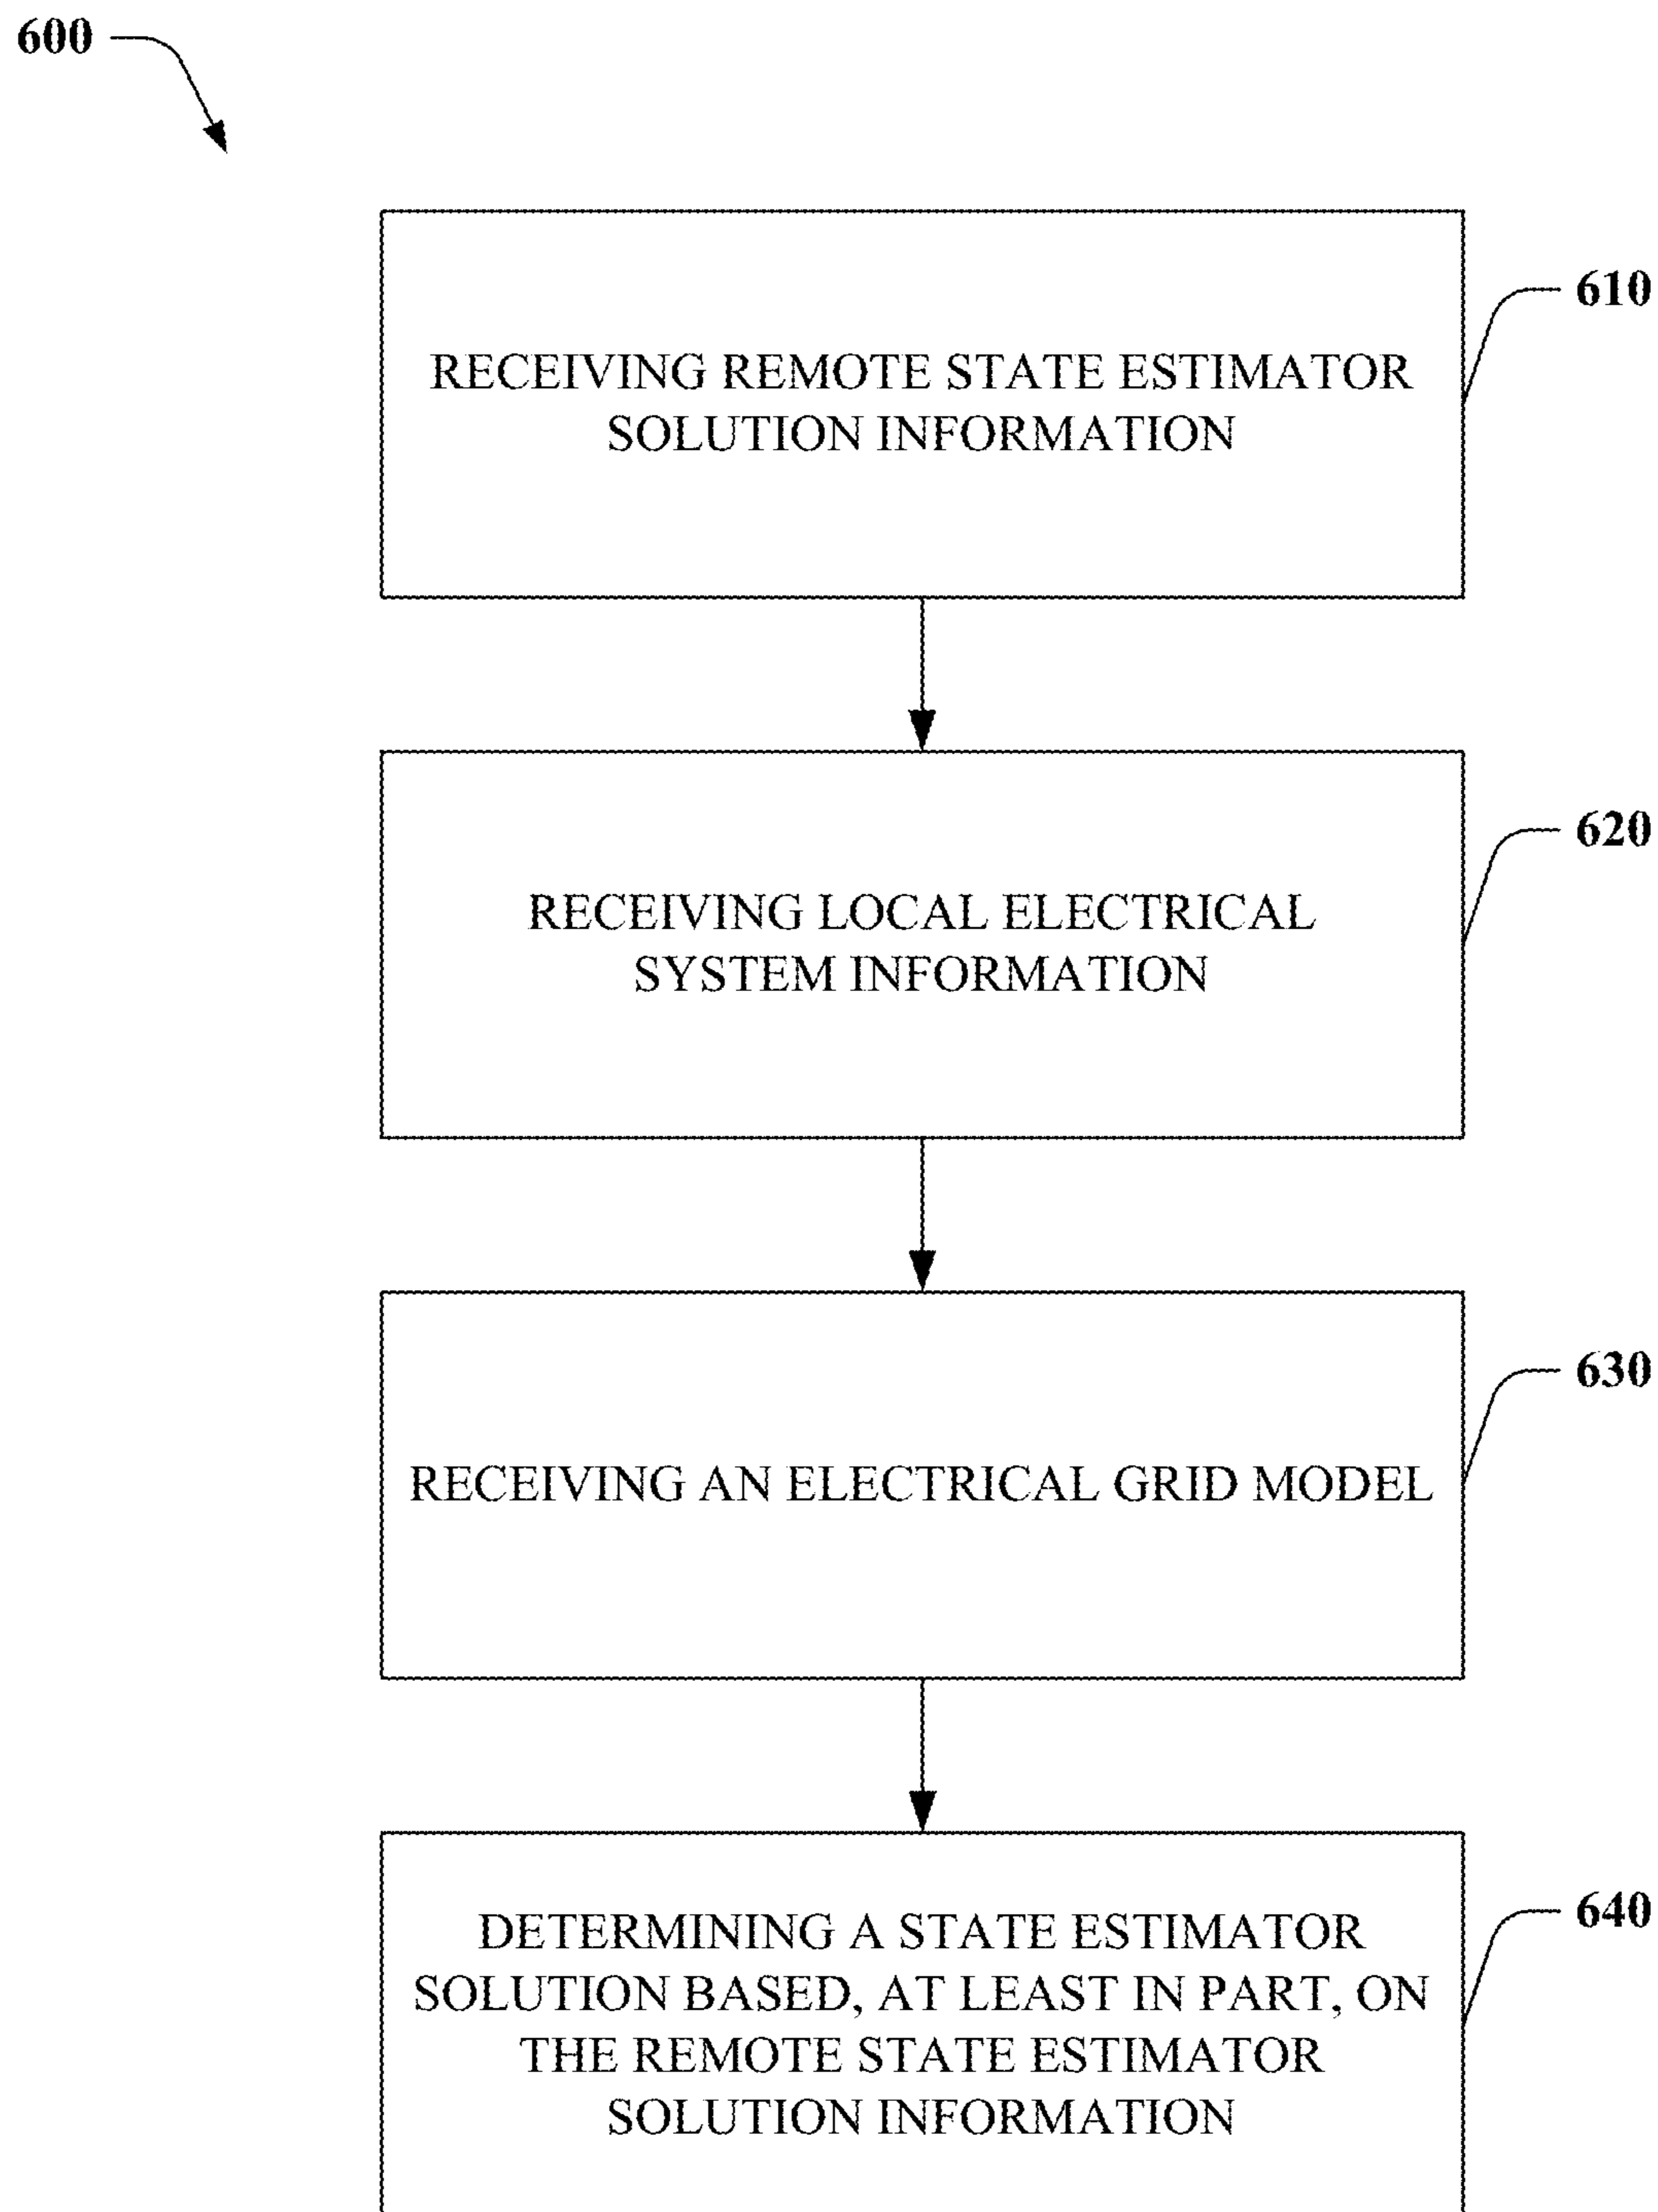 600
610
RECEIVING REMOTE STATE ESTIMATOR
SOLUTION INFORMATION
620
RECEIVING LOCAL ELECTRICAL
SYSTEM INFORMATION
630
RECEIVING AN ELECTRICAL GRID MODEL
640
DETERMINING A STATE ESTIMATOR
SOLUTION BASED, AT LEAST IN PART, ON
THE REMOTE STATE ESTIMATOR
SOLUTION INFORMATION